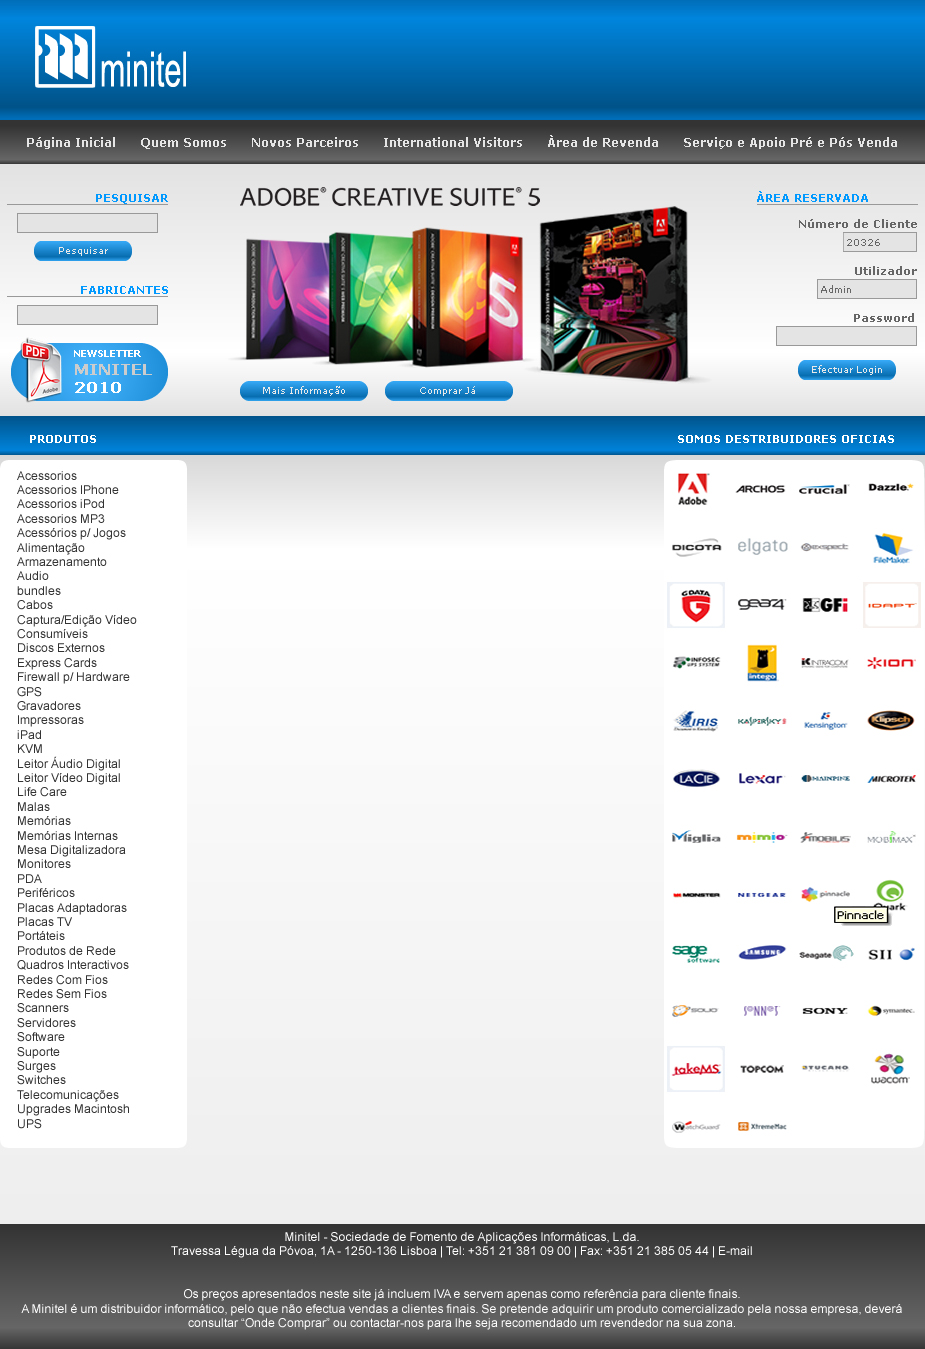 minitel
Página Inicial Quem Somos Novos Parceiros International Visitors Àrea de Revenda Serviço e Apoio Pré e Pós Venda
PESQUISAR
Pesquisar
FABRICANTES
PDF
Adobe
NEWSLETTER
MINITEL
2010
ADOBE® CREATIVE SUITE® 5
Mais Informação Comprar Já
ÀREA RESERVADA
Número de Cliente
20326
Utilizador
Admin
Password
Efectuar Login
PRODUTOS
SOMOS DESTRIBUIDORES OFICIAS
Acessorios
Acessorios IPhone
Acessorios iPod
Acessorios MP3
Acessórios p/ Jogos
Alimentação
Armazenamento
Audio
bundles
Cabos
Captura/Edição Vídeo
Consumíveis
Discos Externos
Express Cards
Firewall p/ Hardware
GPS
Gravadores
Impressoras
iPad
KVM
Leitor Áudio Digital
Leitor Vídeo Digital
Life Care
Malas
Memórias
Memórias Internas
Mesa Digitalizadora
Monitores
PDA
Periféricos
Placas Adaptadoras
Placas TV
Portáteis
Produtos de Rede
Quadros Interactivos
Redes Com Fios
Redes Sem Fios
Scanners
Servidores
Software
Suporte
Surges
Switches
Telecomunicações
Upgrades Macintosh
UPS
Adobe ARCHOS crucial Dazzle
DICOTA elgato exspect FileMaker
G DATA gear4 GFi IDAPT
INFOSEC UPS SYSTEM intego INTRACOM ion
IRIS KASPERSKY Kensington Klipsch
LACIE Lexar MAINPINE MICROTEK
Miglia mimio MOBILIS MOBIMAX
MONSTER NETGEAR pinnacle Quark
Pinnacle
sage software SAMSUNG Seagate SII
SOLIO SONNET SONY symantec.
takeMS TOPCOM 3TUCANO wacom
WatchGuard XtremeMac
Minitel - Sociedade de Fomento de Aplicações Informáticas, L.da.
Travessa Légua da Póvoa, 1A - 1250-136 Lisboa | Tel: +351 21 381 09 00 | Fax: +351 21 385 05 44 | E-mail
Os preços apresentados neste site já incluem IVA e servem apenas como referência para cliente finais.
A Minitel é um distribuidor informático, pelo que não efectua vendas a clientes finais. Se pretende adquirir um produto comercializado pela nossa empresa, deverá
consultar “Onde Comprar” ou contactar-nos para lhe seja recomendado um revendedor na sua zona.